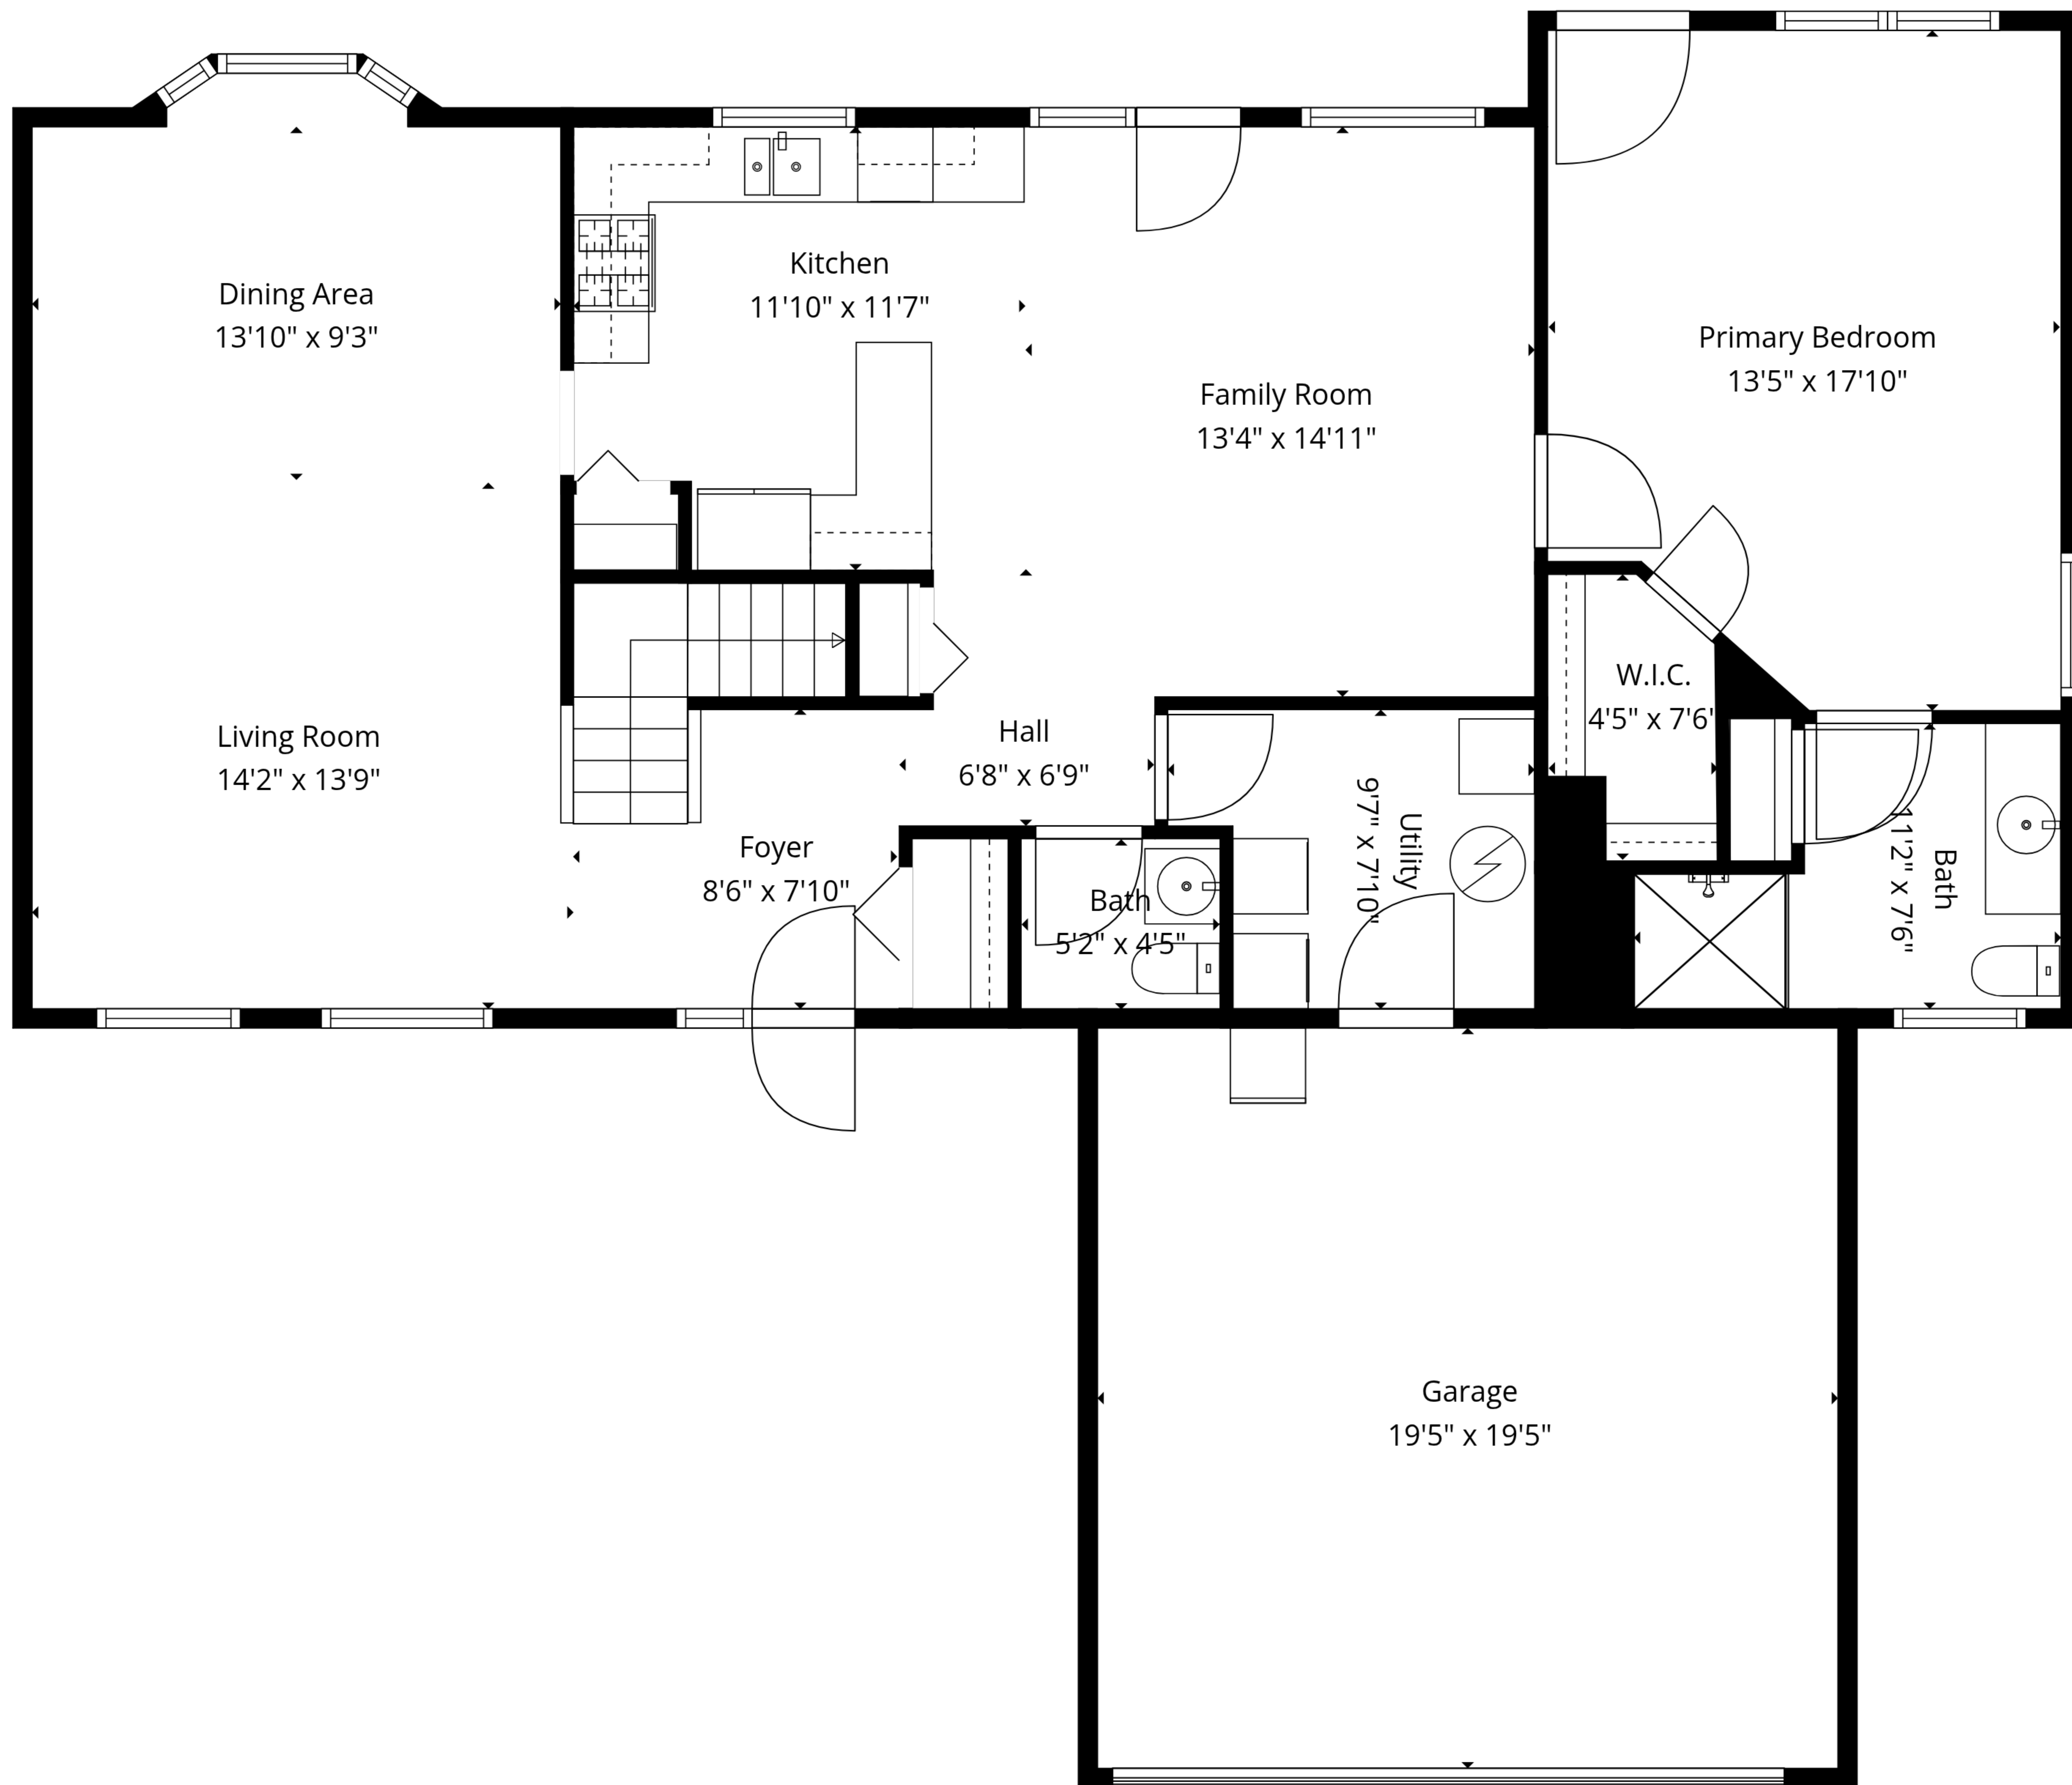 Dining Area
13'10" x 9'3"
Kitchen
11'10" x 11'7"
Family Room
13'4" x 14'11"
Primary Bedroom
13'5" x 17'10"
Living Room
14'2" x 13'9"
Hall
6'8" x 6'9"
W.I.C.
4'5" x 7'6"
Foyer
8'6" x 7'10"
Bath
5'2" x 4'5"
Utility
9'7" x 7'10"
Bath
11'2" x 7'6"
Garage
19'5" x 19'5"